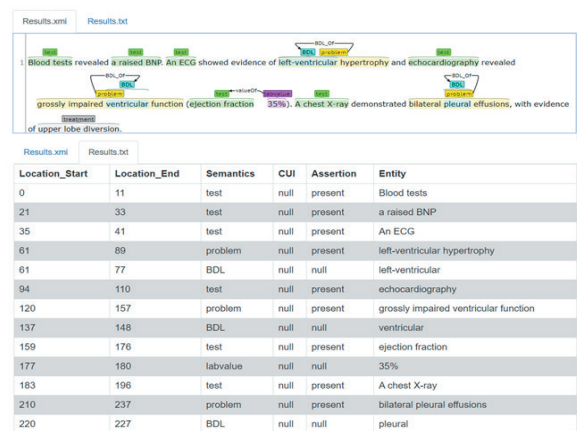 Results.xmi Results.txt
BDL_Of
test test test BDL problem test
1 Blood tests revealed a raised BNP. An ECG showed evidence of left-ventricular hypertrophy and echocardiography revealed
BDL_Of BDL_Of
BDL BDL
problem test valueOf labvalue test problem
grossly impaired ventricular function (ejection fraction 35%). A chest X-ray demonstrated bilateral pleural effusions, with evidence
treatment
of upper lobe diversion.
Results.xmi Results.txt
Location_Start Location_End Semantics CUI Assertion Entity
0 11 test null present Blood tests
21 33 test null present a raised BNP
35 41 test null present An ECG
61 89 problem null present left-ventricular hypertrophy
61 77 BDL null null left-ventricular
94 110 test null present echocardiography
120 157 problem null present grossly impaired ventricular function
137 148 BDL null null ventricular
159 176 test null present ejection fraction
177 180 labvalue null null 35%
183 196 test null present A chest X-ray
210 237 problem null present bilateral pleural effusions
220 227 BDL null null pleural